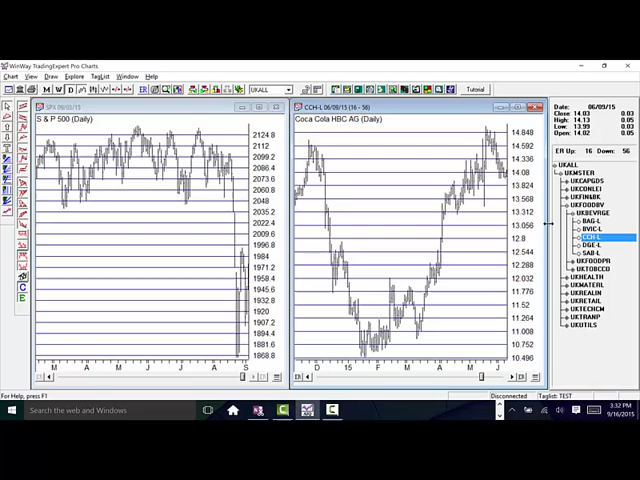 WinWay TradingExpert Pro Charts
Chart View Draw Explore TagList Window Help
M W D
ER
UKALL
Tutorial
SPX 09/03/15
CCH-L 06/09/15 (16 - 56)
S & P 500 (Daily)
2124.8
2112
2099.2
2086.4
2073.6
2060.8
2048
2035.2
2022.4
2009.6
1996.8
1984
1971.2
1958.4
1945.6
1932.8
1920
1907.2
1894.4
1881.6
1868.8
M A M J J A S
Coca Cola HBC AG (Daily)
14.848
14.592
14.336
14.08
13.824
13.568
13.312
13.056
12.8
12.544
12.288
12.032
11.776
11.52
11.264
11.008
10.752
10.496
D 15 F M A M J
Date: 06/09/15
Close: 14.03 0.03
High: 14.13 0.05
Low: 13.99 0.03
Open: 14.02 0.05
ER Up: 16 Down: 56
UKALL
UKMSTER
UKCAPGDS
UKCONLEI
UKFIN&BK
UKFOODBV
UKBEVRGE
BAG-L
BVIC-L
CCH-L
DGE-L
SAB-L
UKFOODPR
UKTOBCCO
UKHEALTH
UKMATERL
UKREALIN
UKRETAIL
UKTECHNO
UKTRANP
UKUTILS
C
E
For Help, press F1
Disconnected
Taglist: TEST
Search the web and Windows
3:32 PM
9/16/2015